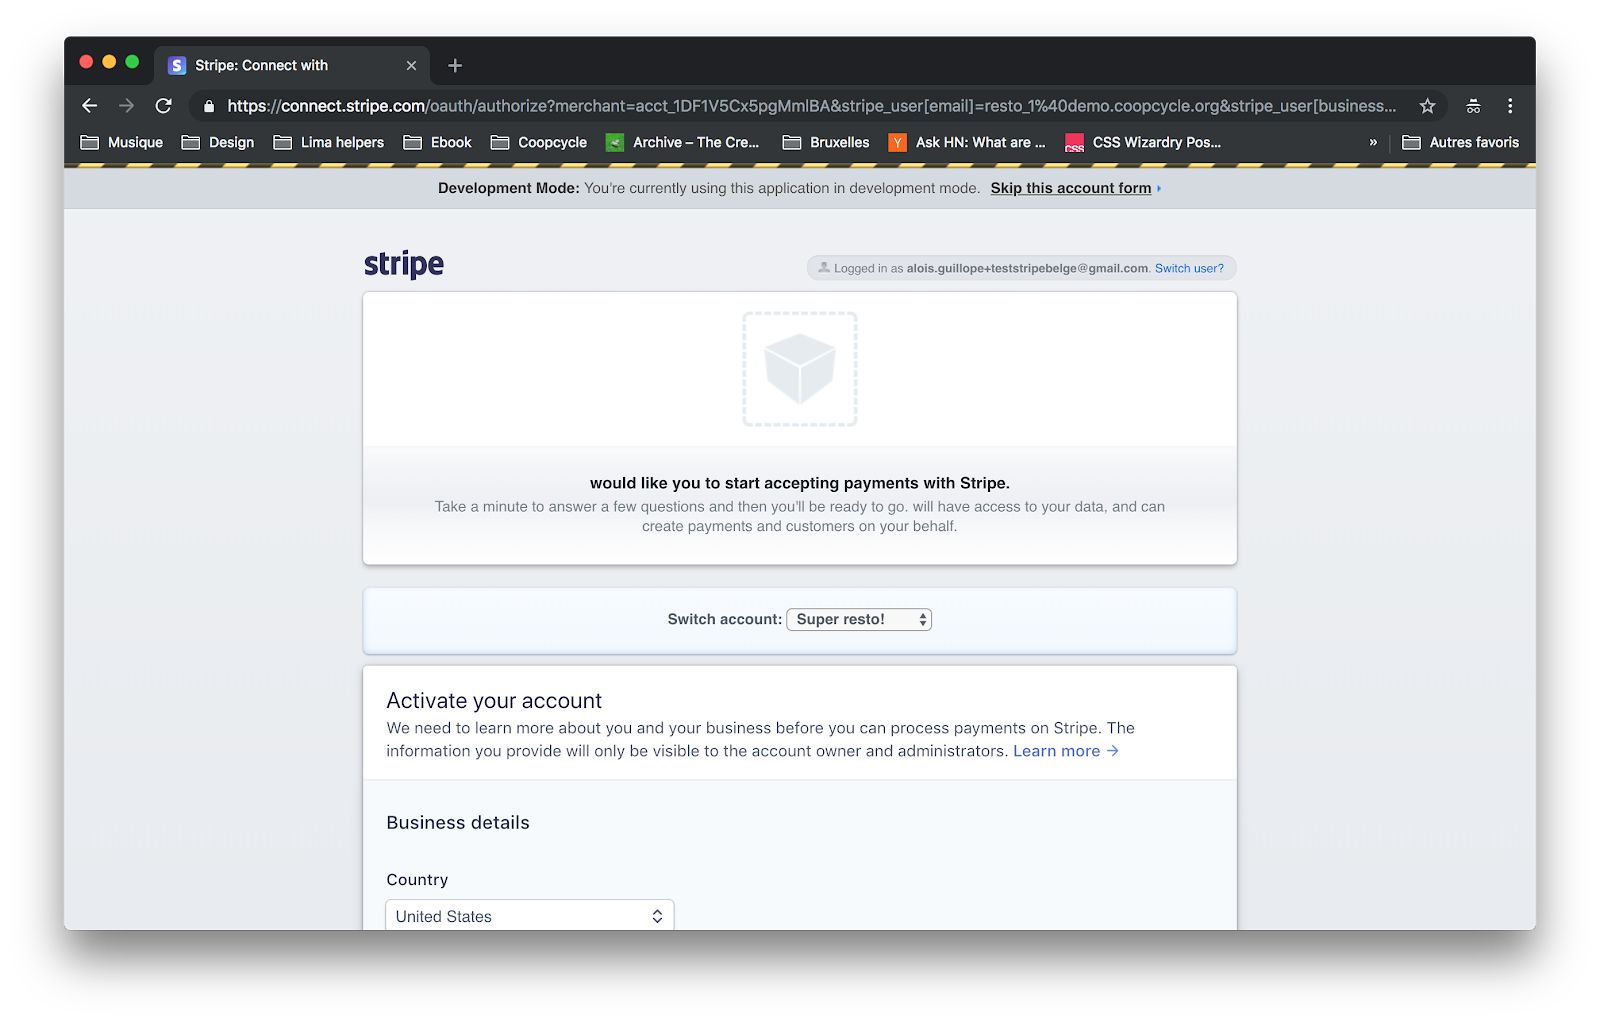 Stripe: Connect with
https://connect.stripe.com/oauth/authorize?merchant=acct_1DF1V5Cx5pgMmlBA&stripe_user[email]=resto_1%40demo.coopcycle.org&stripe_user[business...
Musique Design Lima helpers Ebook Coopcycle Archive – The Cre... Bruxelles Y Ask HN: What are ... CSS CSS Wizardry Pos... » Autres favoris
Development Mode: You're currently using this application in development mode. Skip this account form
stripe
Logged in as alois.guillope+teststripebelge@gmail.com. Switch user?
would like you to start accepting payments with Stripe.
Take a minute to answer a few questions and then you'll be ready to go. will have access to your data, and can
create payments and customers on your behalf.
Switch account: Super resto!
Activate your account
We need to learn more about you and your business before you can process payments on Stripe. The
information you provide will only be visible to the account owner and administrators. Learn more →
Business details
Country
United States